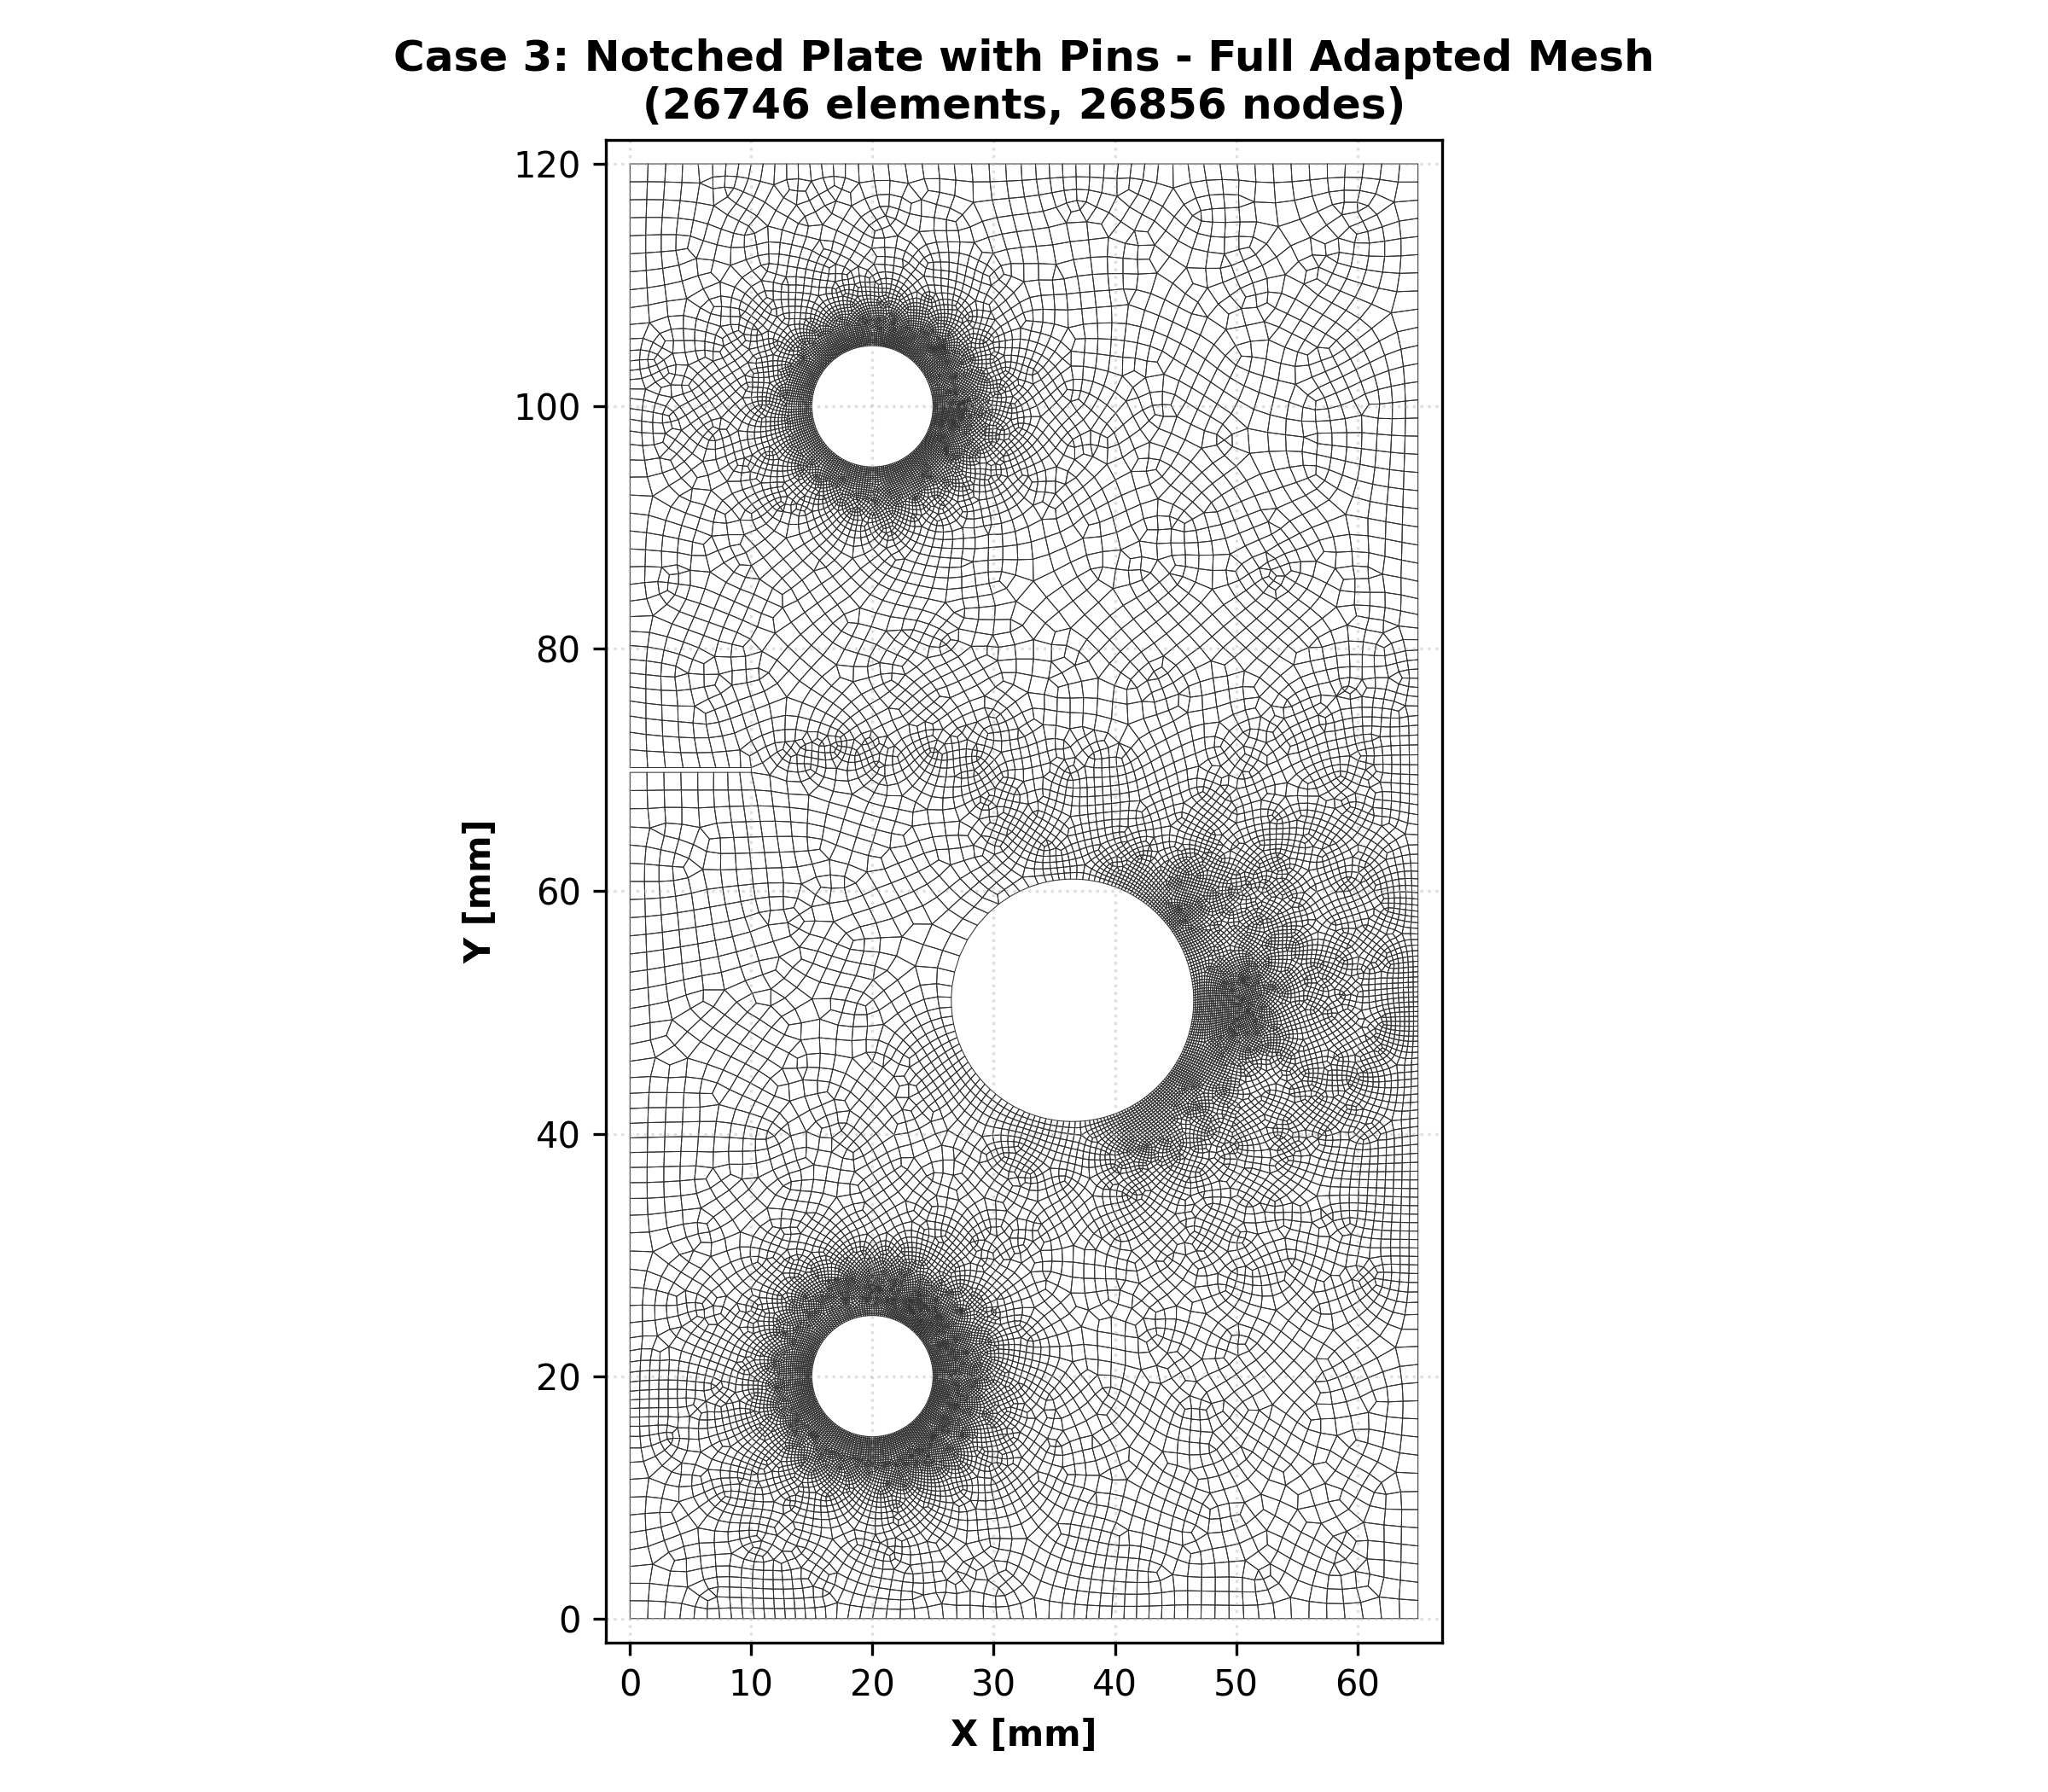 Case 3: Notched Plate with Pins - Full Adapted Mesh
(26746 elements, 26856 nodes)
120
100
80
60
40
20
0
Y [mm]
0 10 20 30 40 50 60
X [mm]